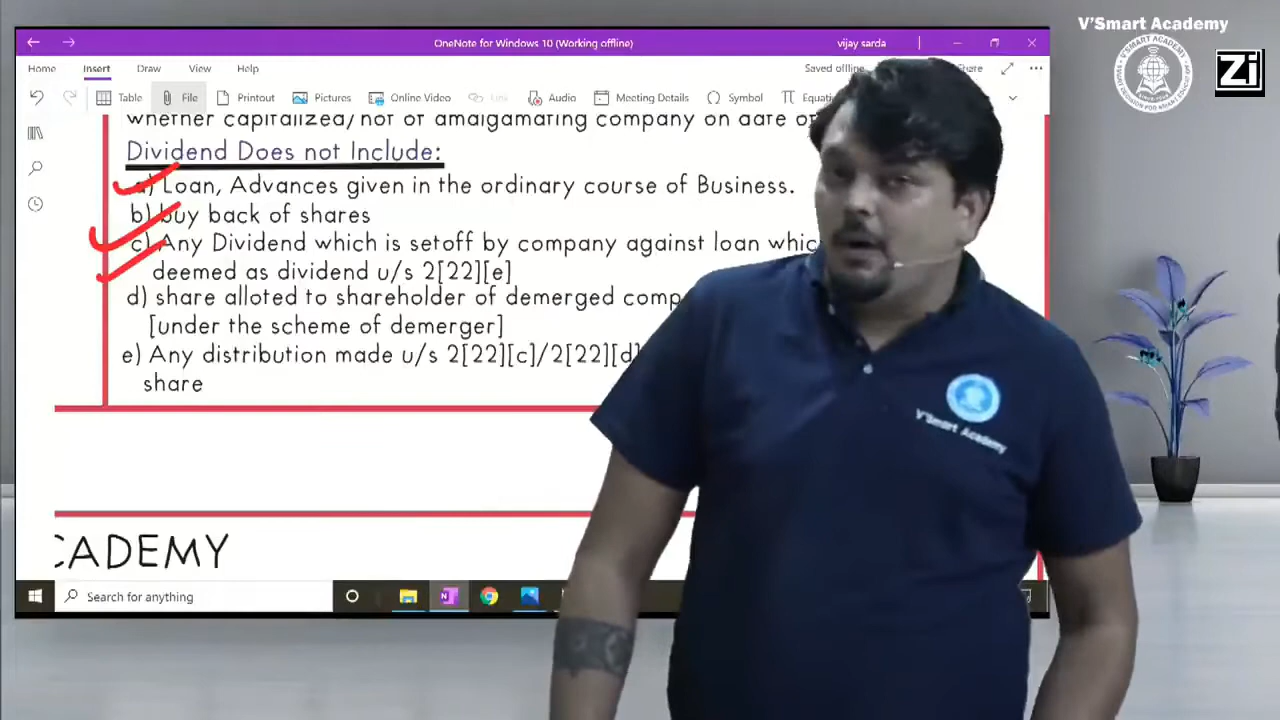 V'Smart Academy
OneNote for Windows 10 (Working offline)
vijay sarda
Home Insert Draw View Help
Saved offline
Share
Table File Printout Pictures Online Video Link Audio Meeting Details Symbol
whether capitalized/not of amalgamating company on date of
Dividend Does not Include:
a) Loan, Advances given in the ordinary course of Business.
b) buy back of shares
c) Any Dividend which is setoff by company against loan
deemed as dividend u/s 2[22][e]
d) share alloted to shareholder of demerged
[under the scheme of demerger]
e) Any distribution made u/s 2[22][c]/2[22][d]
share
CADEMY
Search for anything
V'Smart Academy
Zi